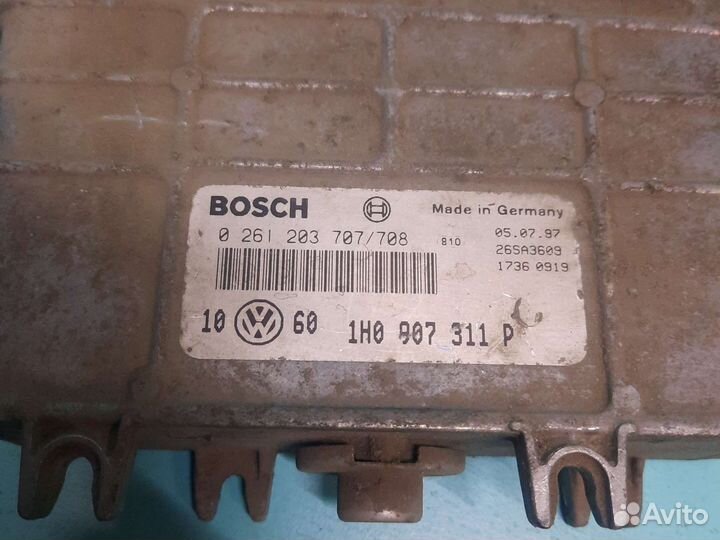 BOSCH Made in Germany
0 261 203 707/708 810 05.07.97
26SA3609
1736 0919
10 60 1H0 907 311 P
Avito